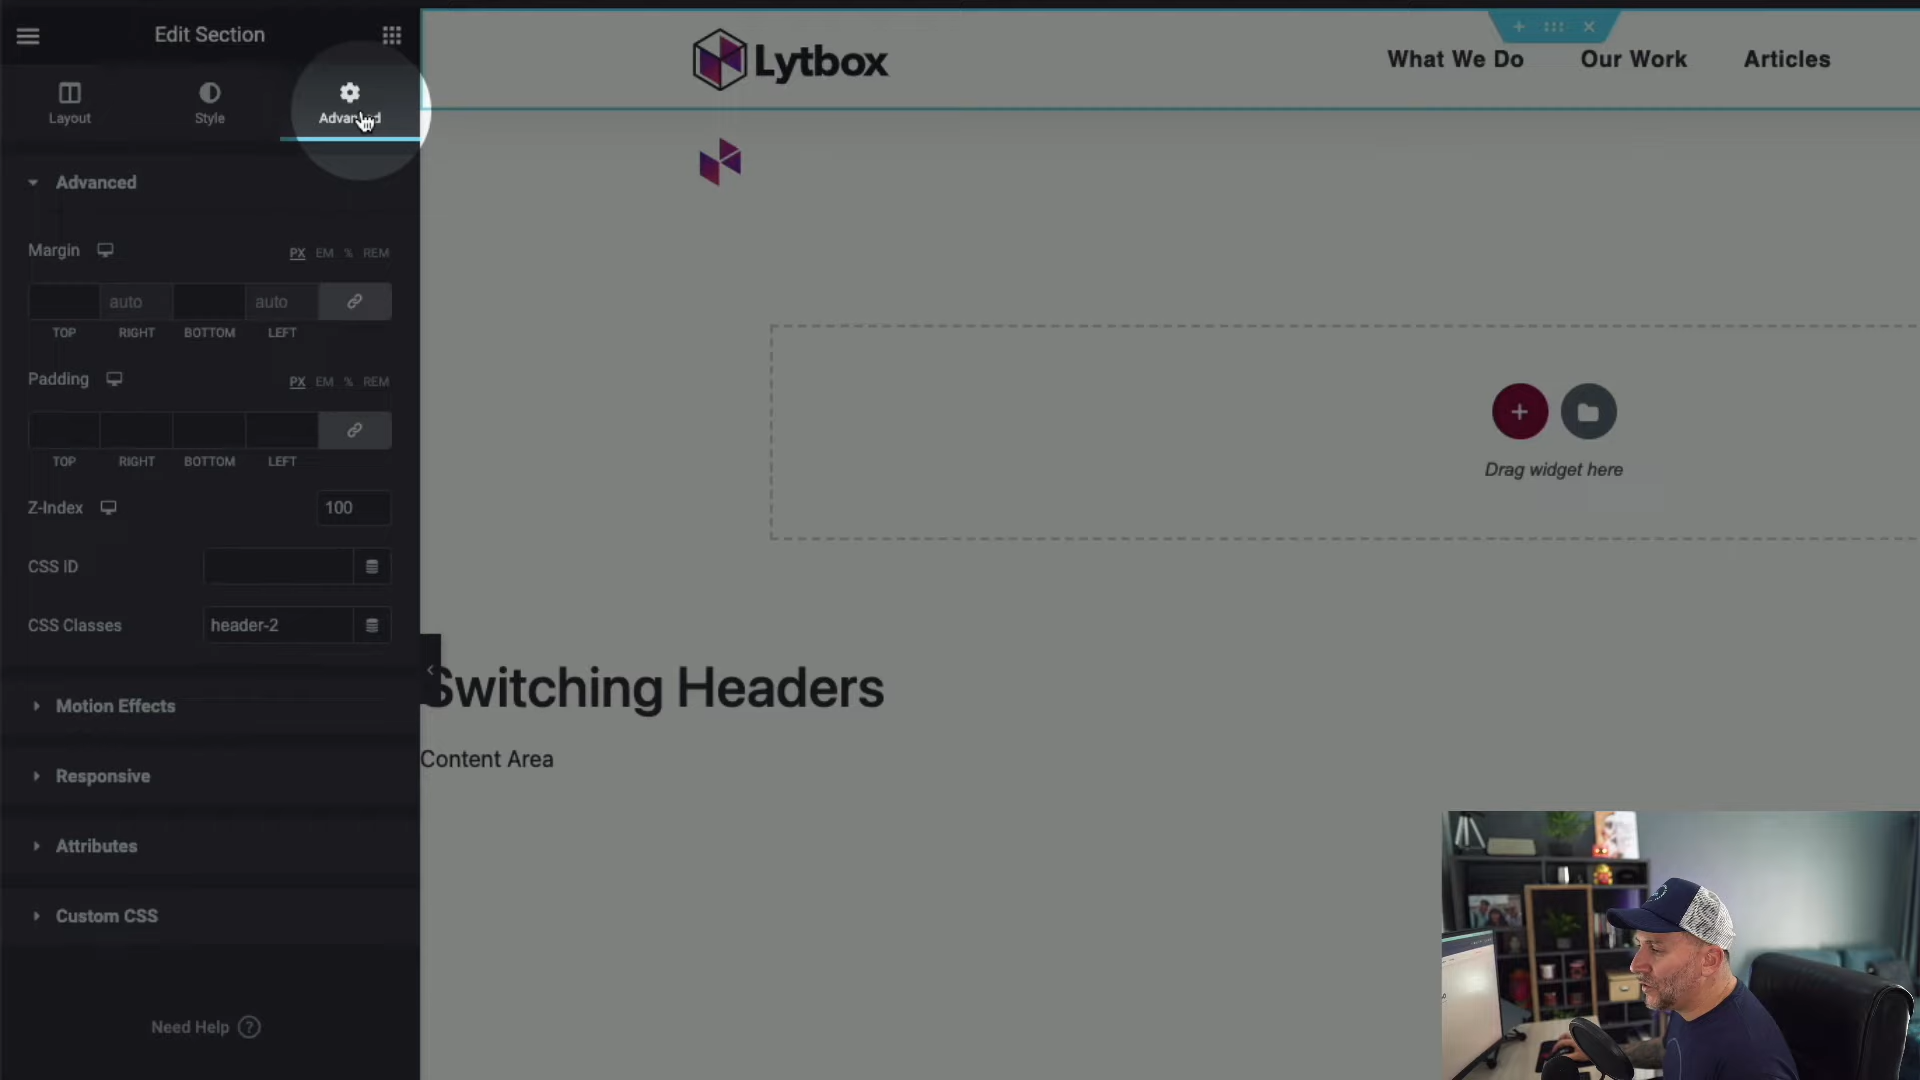 Edit Section
Layout
Style
Advanced
Advanced
Margin
PX EM % REM
auto auto
TOP RIGHT BOTTOM LEFT
Padding
PX EM % REM
TOP RIGHT BOTTOM LEFT
Z-Index 100
CSS ID
CSS Classes header-2
Motion Effects
Responsive
Attributes
Custom CSS
Need Help ?
Lytbox
What We Do Our Work Articles
Drag widget here
Switching Headers
Content Area